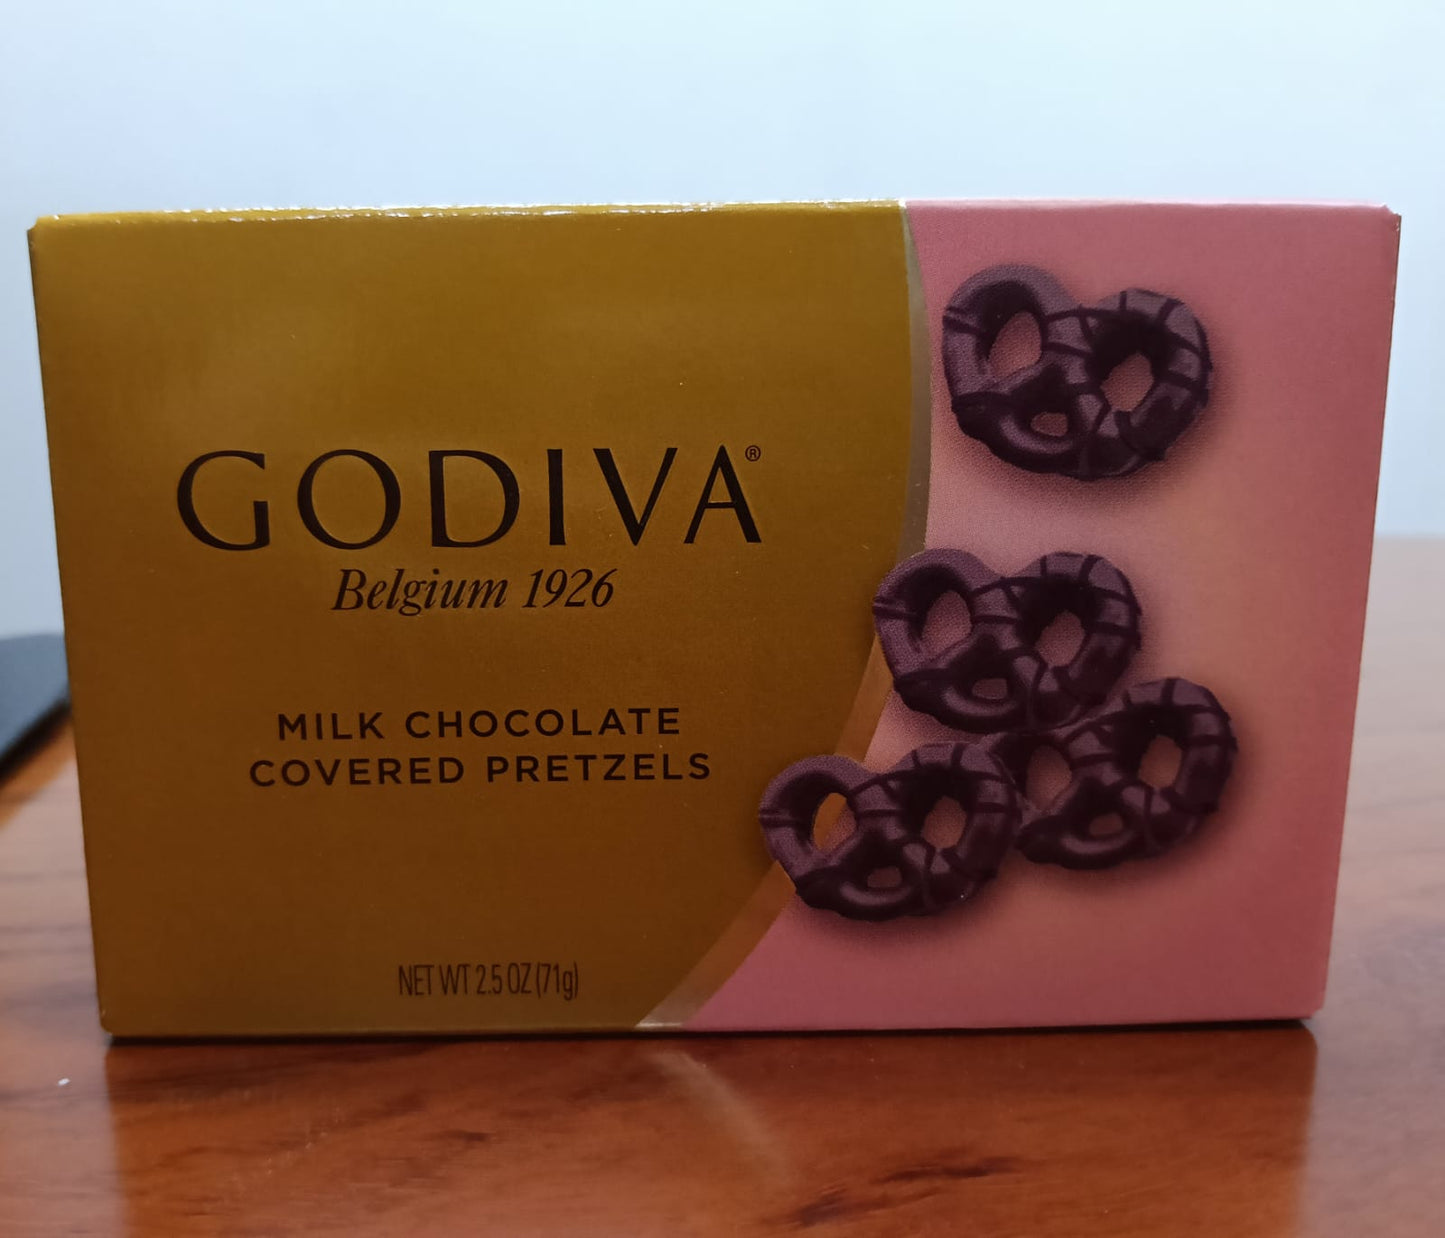 GODIVA®
Belgium 1926
MILK CHOCOLATE
COVERED PRETZELS
NET WT 2.5 OZ (71g)